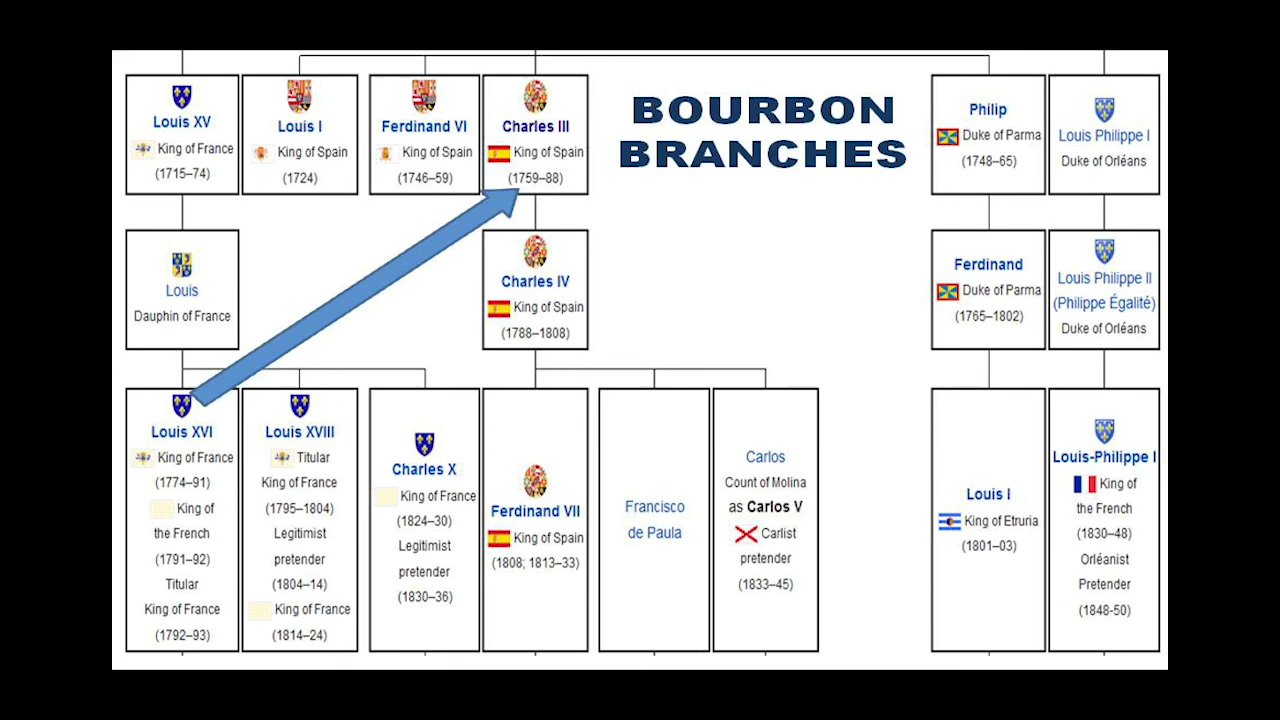 BOURBON
BRANCHES
Louis XV
King of France
(1715–74)
Louis I
King of Spain
(1724)
Ferdinand VI
King of Spain
(1746–59)
Charles III
King of Spain
(1759–88)
Philip
Duke of Parma
(1748–65)
Louis Philippe I
Duke of Orléans
Louis
Dauphin of France
Charles IV
King of Spain
(1788–1808)
Ferdinand
Duke of Parma
(1765–1802)
Louis Philippe II
(Philippe Égalité)
Duke of Orléans
Louis XVI
King of France
(1774–91)
King of
the French
(1791–92)
Titular
King of France
(1792–93)
Louis XVIII
Titular
King of France
(1795–1804)
Legitimist
pretender
(1804–14)
King of France
(1814–24)
Charles X
King of France
(1824–30)
Legitimist
pretender
(1830–36)
Ferdinand VII
King of Spain
(1808; 1813–33)
Francisco
de Paula
Carlos
Count of Molina
as Carlos V
Carlist
pretender
(1833–45)
Louis I
King of Etruria
(1801–03)
Louis-Philippe I
King of
the French
(1830–48)
Orléanist
Pretender
(1848-50)